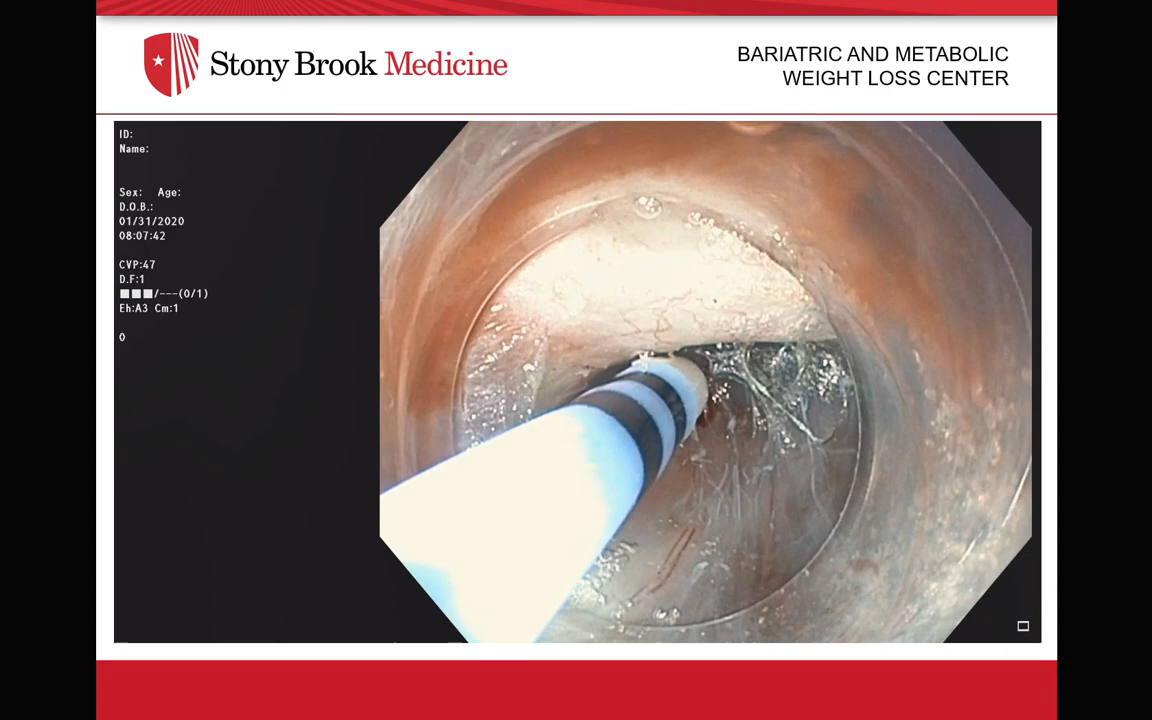 Stony Brook Medicine
BARIATRIC AND METABOLIC
WEIGHT LOSS CENTER
ID:
Name:
Sex: Age:
D.O.B.:
01/31/2020
08:07:42
CVP:47
D.F:1
■■■/---(0/1)
Eh:A3 Cm:1
0